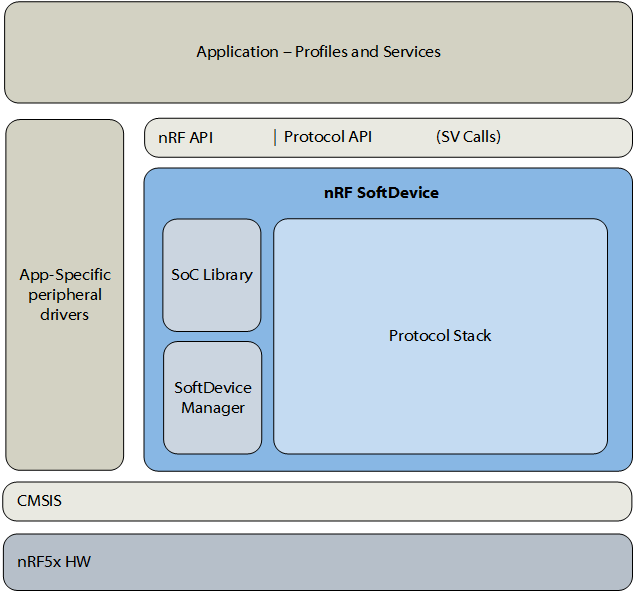 Application – Profiles and Services
nRF API | Protocol API (SV Calls)
nRF SoftDevice
App-Specific
peripheral
drivers
SoC Library
Protocol Stack
SoftDevice
Manager
CMSIS
nRF5x HW